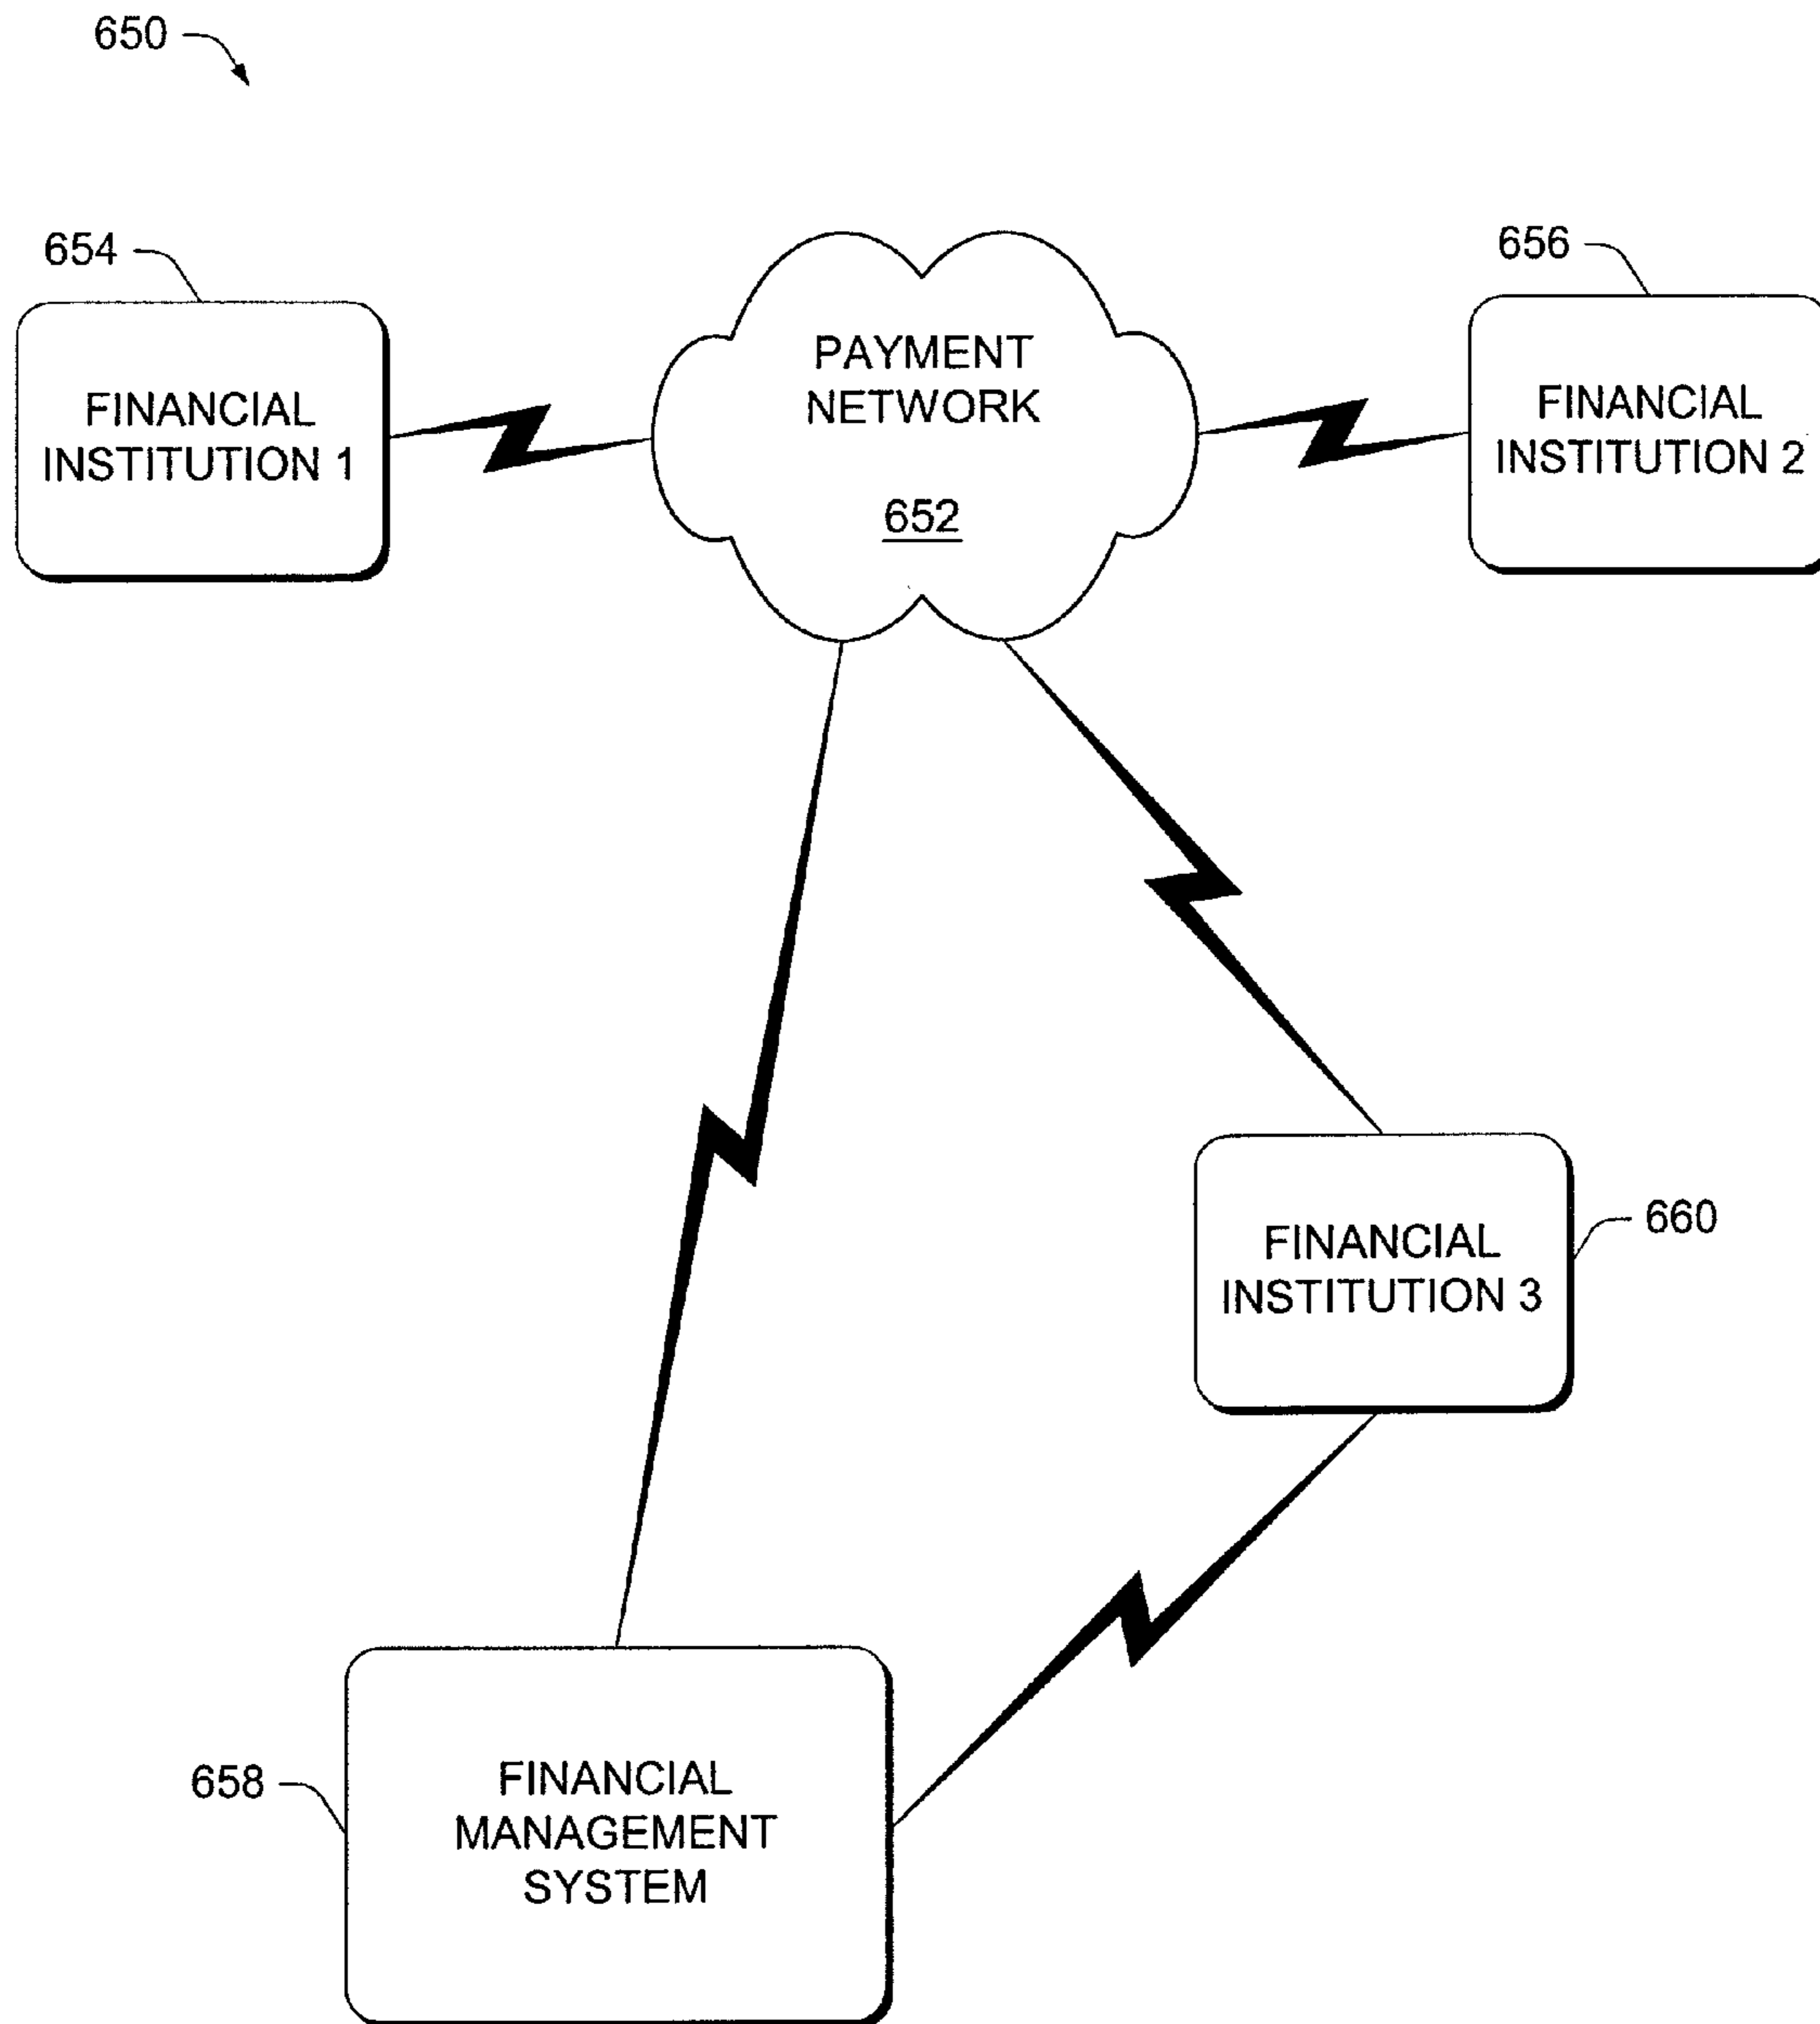 650
654
656
FINANCIAL
INSTITUTION 1
PAYMENT
NETWORK
652
FINANCIAL
INSTITUTION 2
FINANCIAL
INSTITUTION 3
660
658
FINANCIAL
MANAGEMENT
SYSTEM